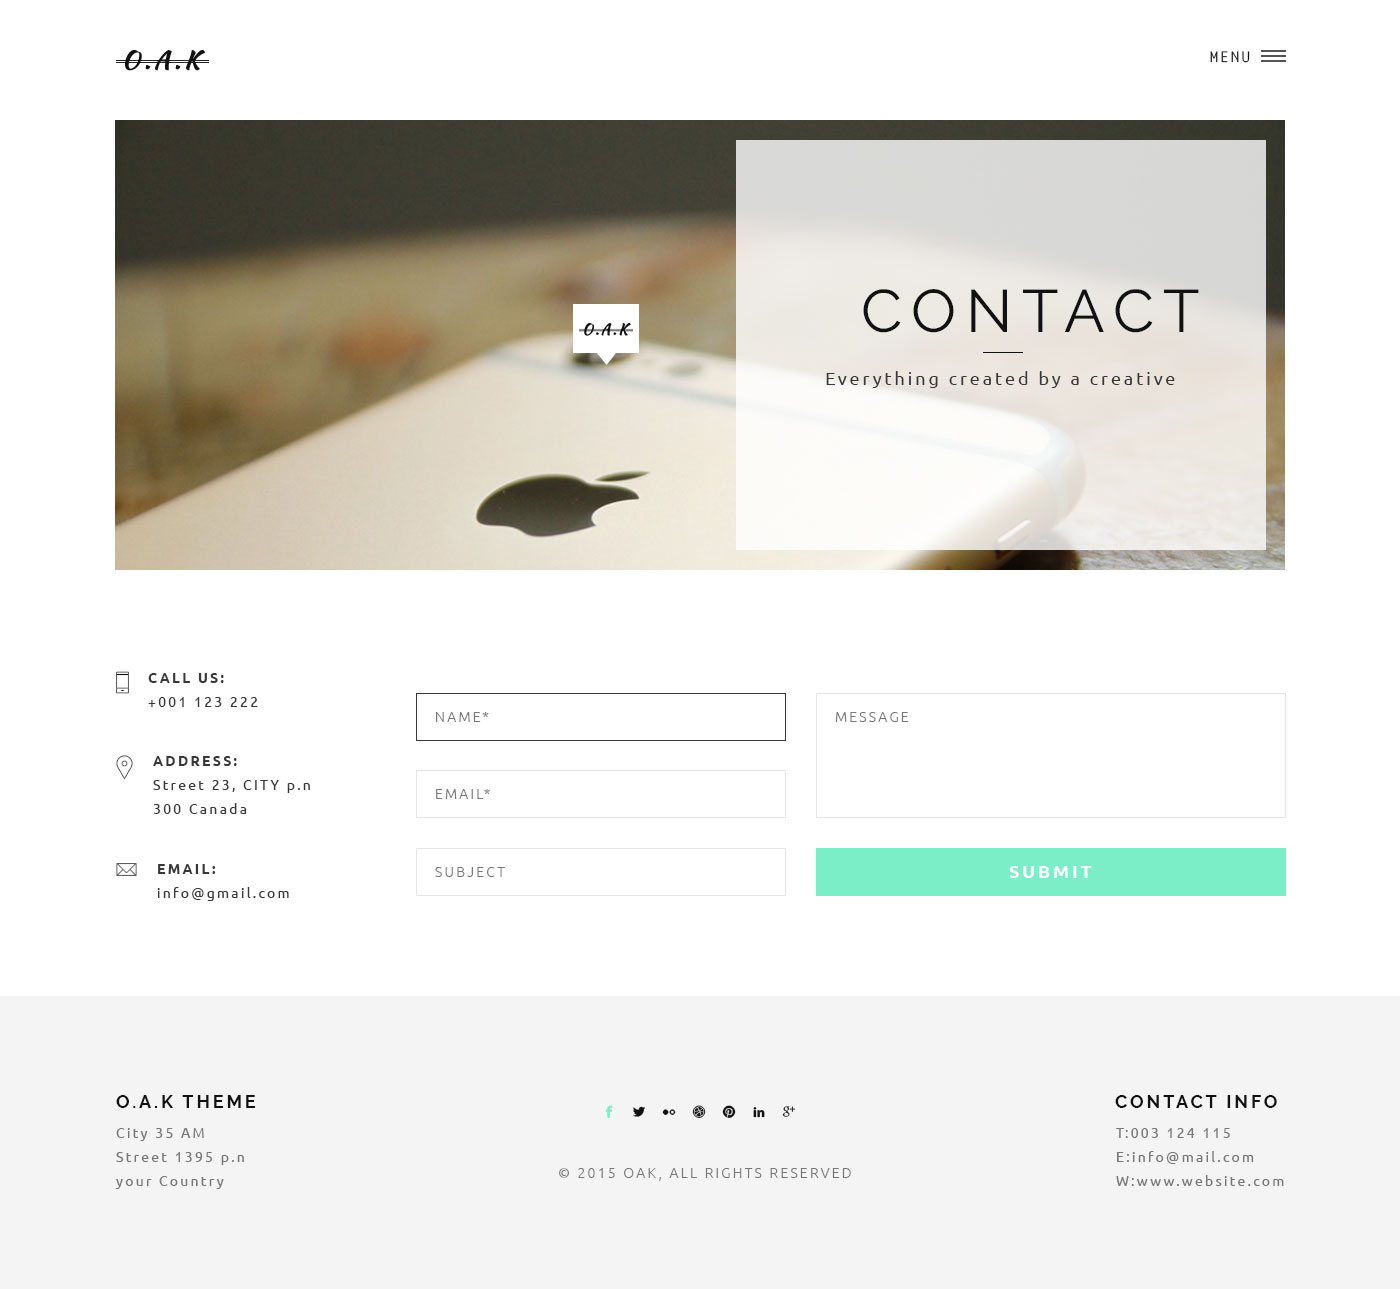 O.A.K
MENU
O.A.K
CONTACT
Everything created by a creative
CALL US:
+001 123 222
ADDRESS:
Street 23, CITY p.n
300 Canada
EMAIL:
info@gmail.com
NAME*
EMAIL*
SUBJECT
MESSAGE
SUBMIT
O.A.K THEME
City 35 AM
Street 1395 p.n
your Country
© 2015 OAK, ALL RIGHTS RESERVED
CONTACT INFO
T:003 124 115
E:info@mail.com
W:www.website.com